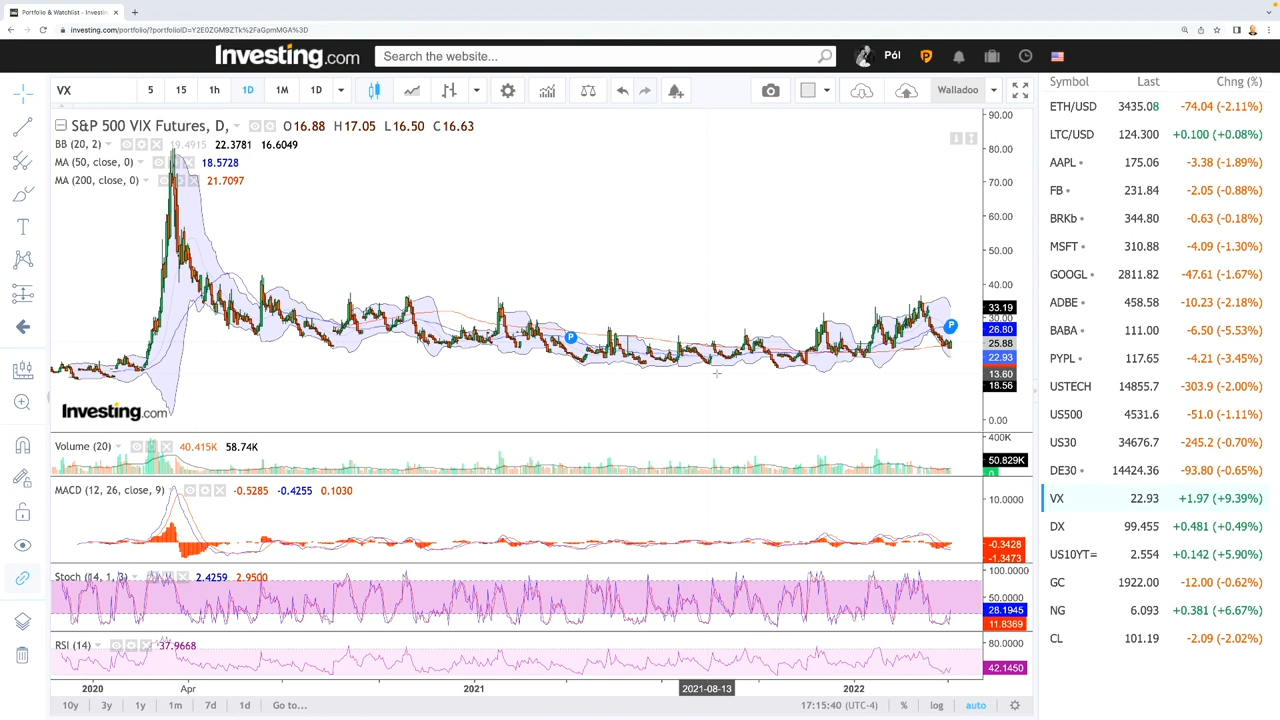 Portfolio & Watchlist - Investin
investing.com/portfolio/?portfolioID=Y2E0ZGM9ZTk%2FaGpmMGA%3D
Investing.com
Search the website...
Pól
VX
5
15
1h
1D
1M
1D
Walladoo
S&P 500 VIX Futures, D,
O16.88 H17.05 L16.50 C16.63
BB (20, 2)
19.4915 22.3781 16.6049
MA (50, close, 0)
18.5728
MA (200, close, 0)
21.7097
90.00
80.00
70.00
60.00
50.00
40.00
33.19
30.00
26.80
25.88
22.93
13.60
18.56
0.00
P
P
Investing.com
Volume (20)
40.415K 58.74K
400K
50.829K
0
MACD (12, 26, close, 9)
-0.5285 -0.4255 0.1030
10.0000
-0.3428
-1.3473
Stoch (14, 1, 3)
2.4259 2.9500
100.0000
50.0000
28.1945
11.8369
RSI (14)
37.9668
80.0000
42.1450
2020
Apr
2021
2021-08-13
2022
10y 3y 1y 1m 7d 1d Go to...
17:15:40 (UTC-4) % log auto
Symbol Last Chng (%)
ETH/USD 3435.08 -74.04 (-2.11%)
LTC/USD 124.300 +0.100 (+0.08%)
AAPL 175.06 -3.38 (-1.89%)
FB 231.84 -2.05 (-0.88%)
BRKb 344.80 -0.63 (-0.18%)
MSFT 310.88 -4.09 (-1.30%)
GOOGL 2811.82 -47.61 (-1.67%)
ADBE 458.58 -10.23 (-2.18%)
BABA 111.00 -6.50 (-5.53%)
PYPL 117.65 -4.21 (-3.45%)
USTECH 14855.7 -303.9 (-2.00%)
US500 4531.6 -51.0 (-1.11%)
US30 34676.7 -245.2 (-0.70%)
DE30 14424.36 -93.80 (-0.65%)
VX 22.93 +1.97 (+9.39%)
DX 99.455 +0.481 (+0.49%)
US10YT= 2.554 +0.142 (+5.90%)
GC 1922.00 -12.00 (-0.62%)
NG 6.093 +0.381 (+6.67%)
CL 101.19 -2.09 (-2.02%)